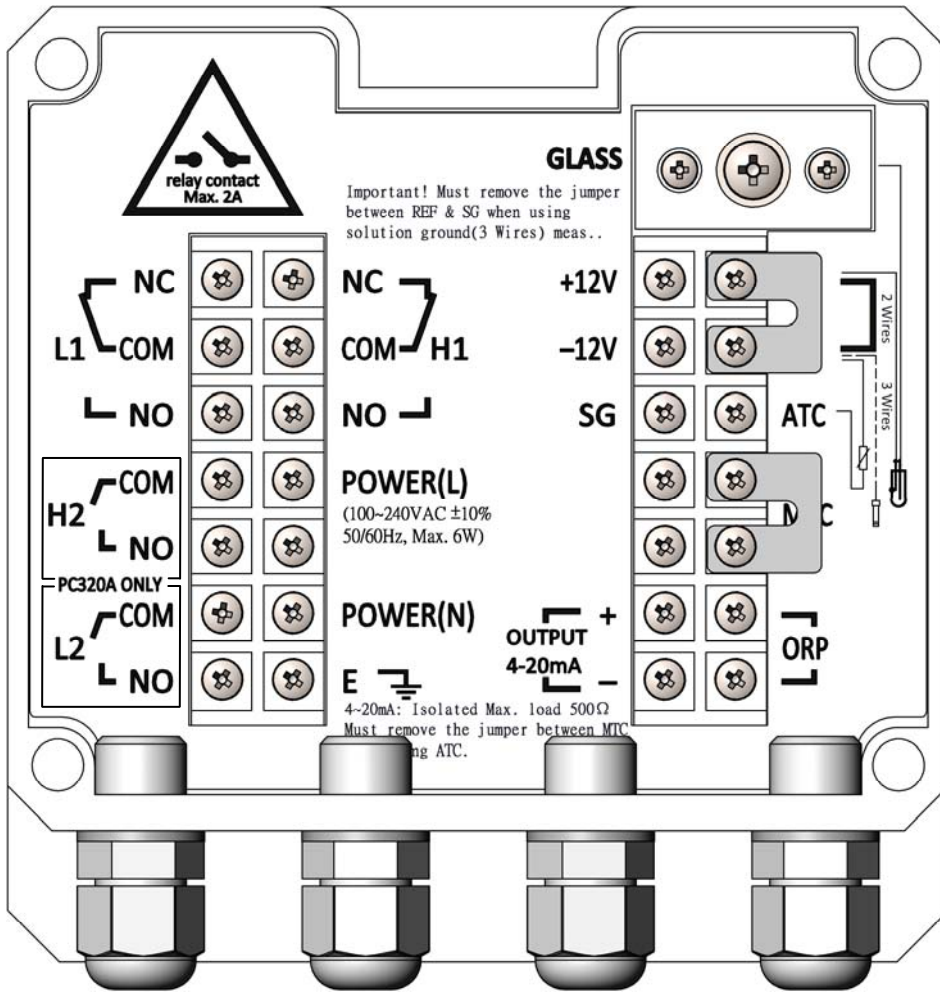 relay contact
Max. 2A
GLASS
Important! Must remove the jumper
between REF & SG when using
solution ground(3 Wires) meas..
L1
NC
COM
NO
NC
COM
NO
H1
H2
COM
NO
PC320A ONLY
L2
COM
NO
POWER(L)
(100~240VAC ±10%
50/60Hz, Max. 6W)
POWER(N)
E
+12V
–12V
SG
2 Wires
3 Wires
ATC
OUTPUT
4-20mA
+
–
ORP
4~20mA: Isolated Max. load 500Ω
Must remove the jumper between MTC
ng ATC.